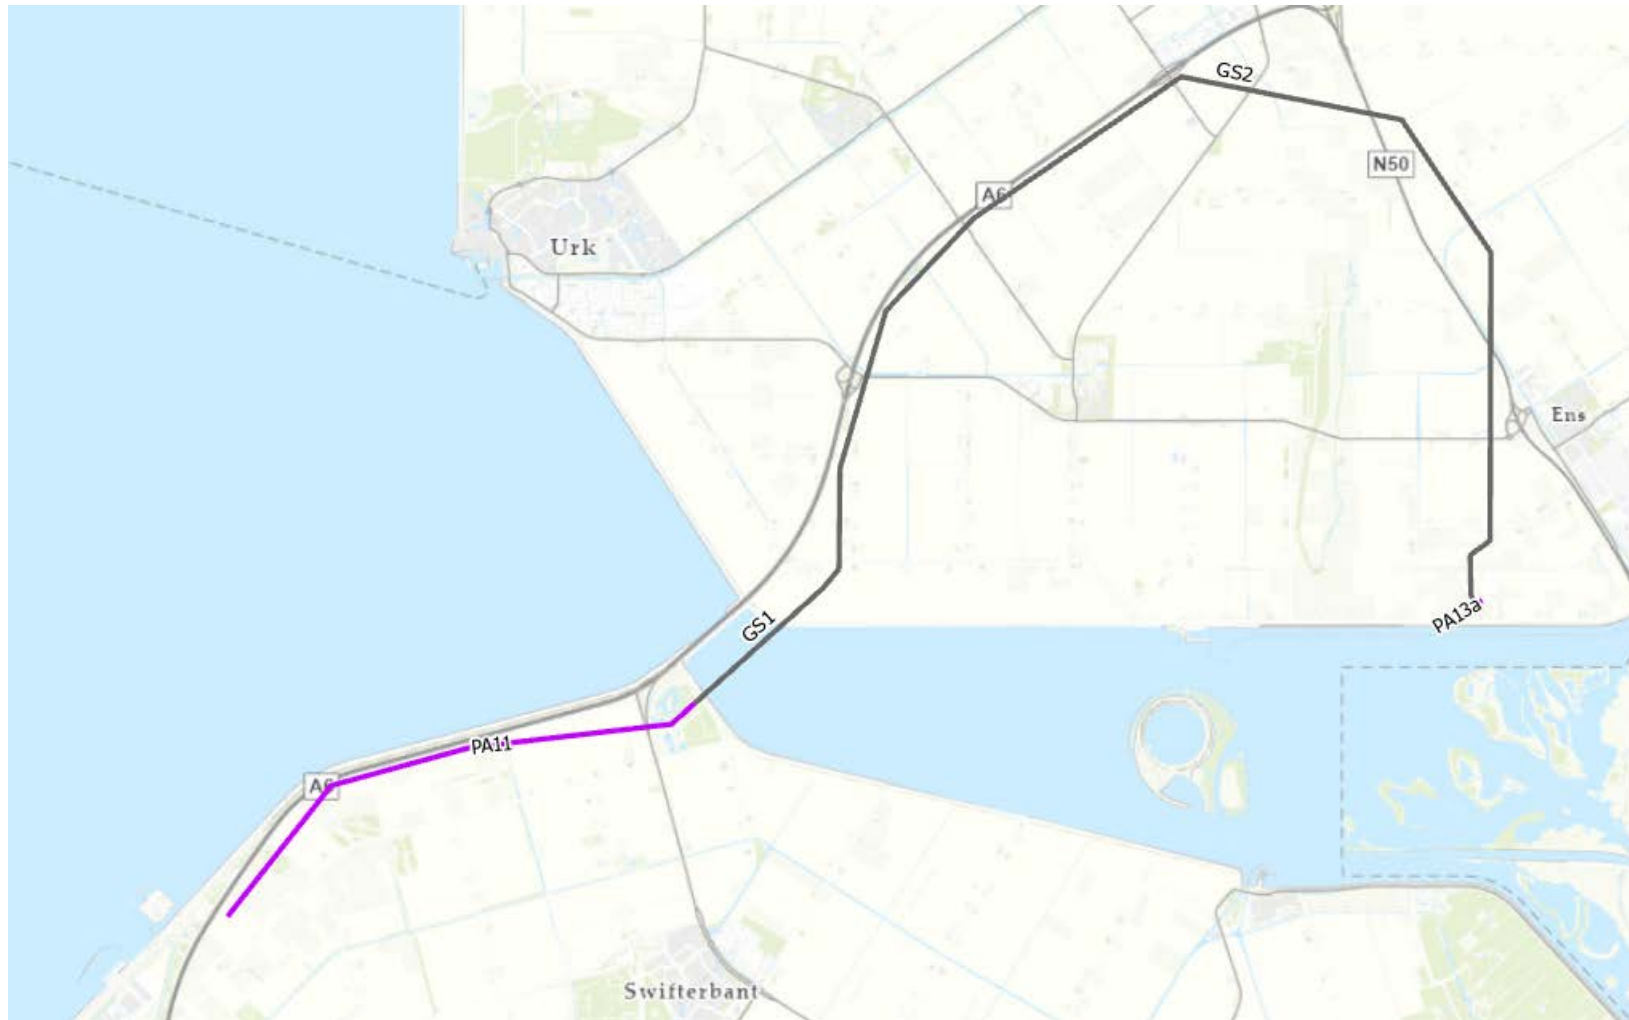 GS2
N50
A6
Urk
Ens
PA13a
GS1
PA11
A6
Swifterbant